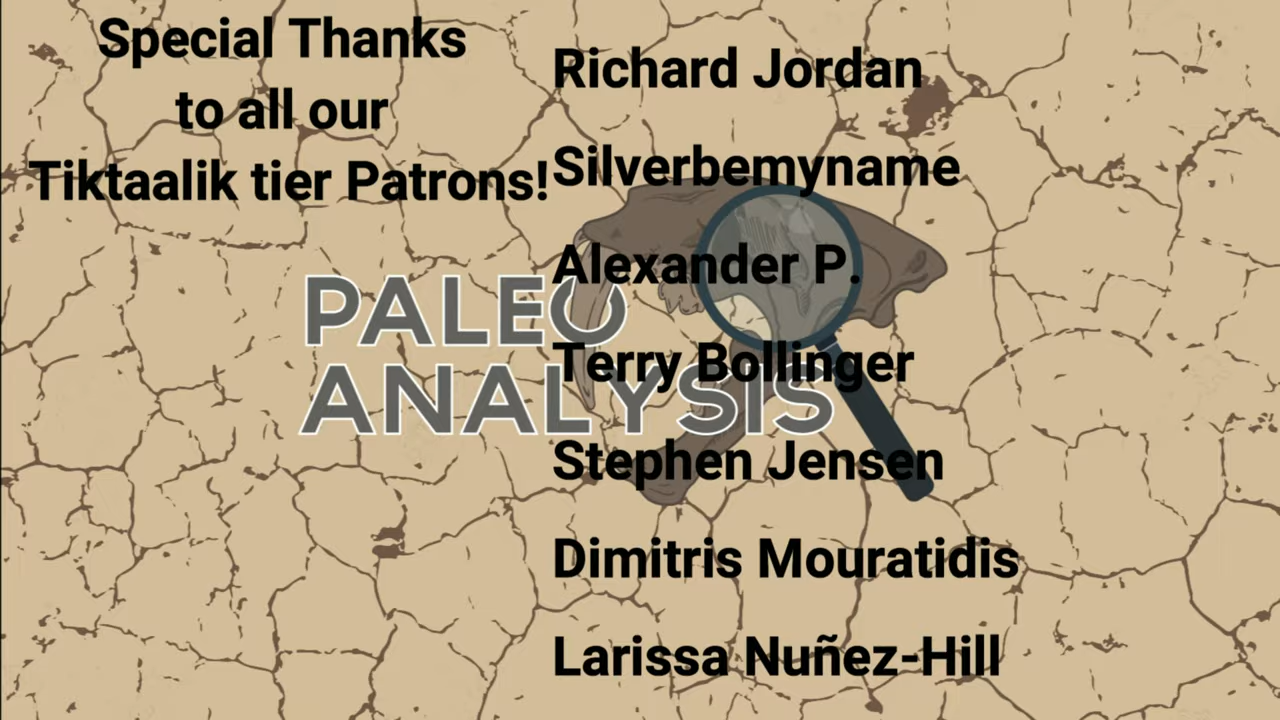 Special Thanks
to all our
Tiktaalik tier Patrons!
Richard Jordan
Silverbemyname
Alexander P.
Terry Bollinger
Stephen Jensen
Dimitris Mouratidis
Larissa Nuñez-Hill
PALEO
ANALYSIS